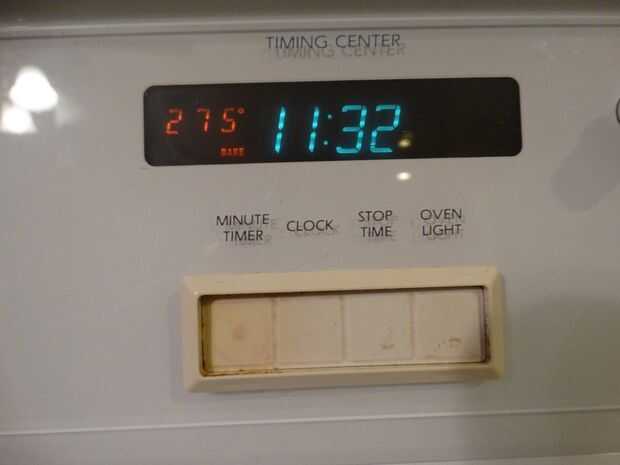 TIMING CENTER
275° 11:32
BAKE
MINUTE TIMER
CLOCK
STOP TIME
OVEN LIGHT